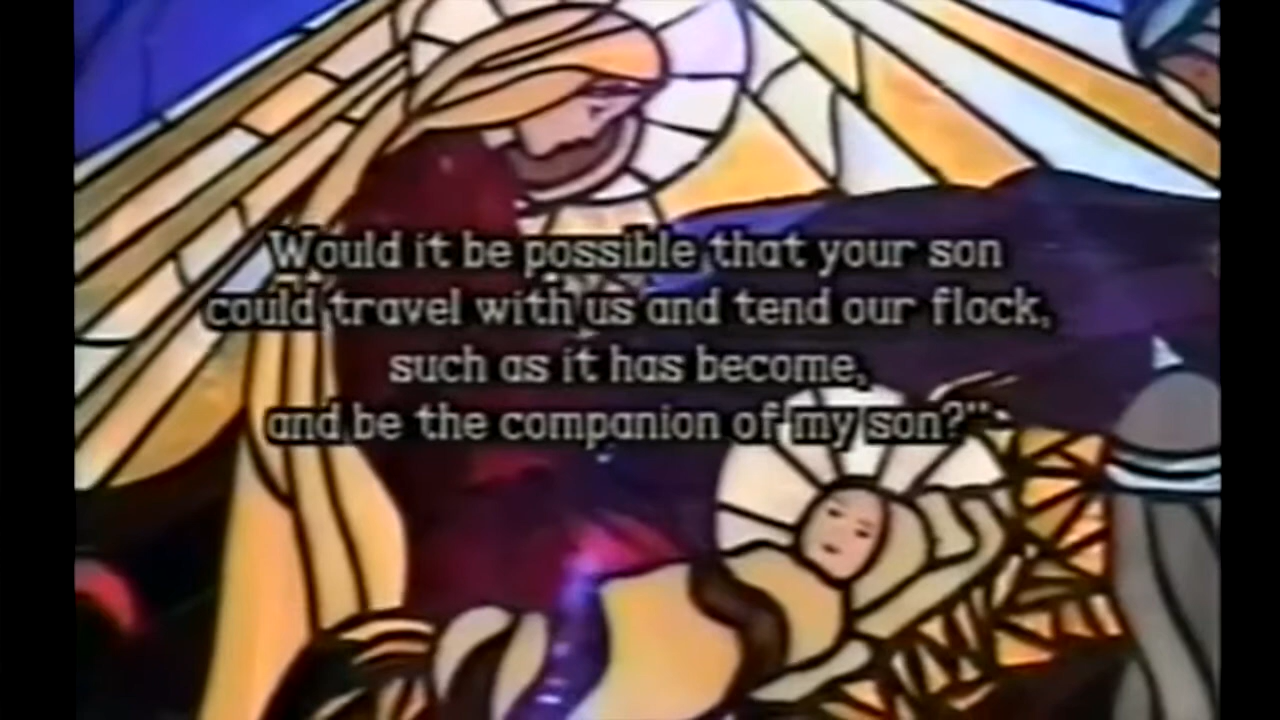 Would it be possible that your son
could travel with us and tend our flock,
such as it has become,
and be the companion of my son?"